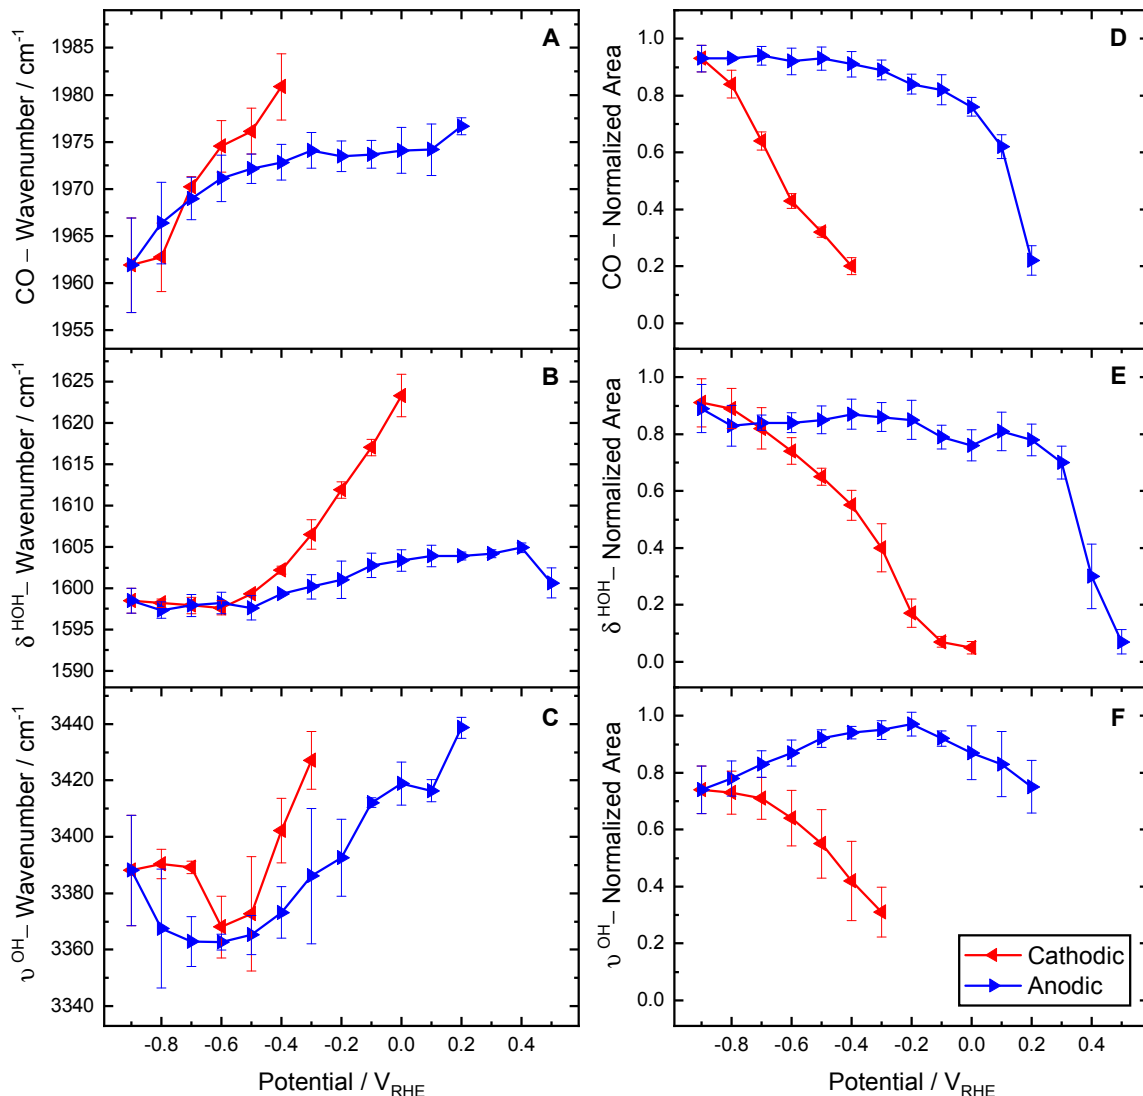 A
CO – Wavenumber / cm⁻¹
1985
1980
1975
1970
1965
1960
1955
B
δ^HOH – Wavenumber / cm⁻¹
1625
1620
1615
1610
1605
1600
1595
1590
C
υ^OH – Wavenumber / cm⁻¹
3440
3420
3400
3380
3360
3340
-0.8 -0.6 -0.4 -0.2 0.0 0.2 0.4
Potential / V_RHE
D
CO – Normalized Area
1.0
0.8
0.6
0.4
0.2
0.0
E
δ^HOH – Normalized Area
1.0
0.8
0.6
0.4
0.2
0.0
F
υ^OH – Normalized Area
1.0
0.8
0.6
0.4
0.2
0.0
Cathodic
Anodic
-0.8 -0.6 -0.4 -0.2 0.0 0.2 0.4
Potential / V_RHE